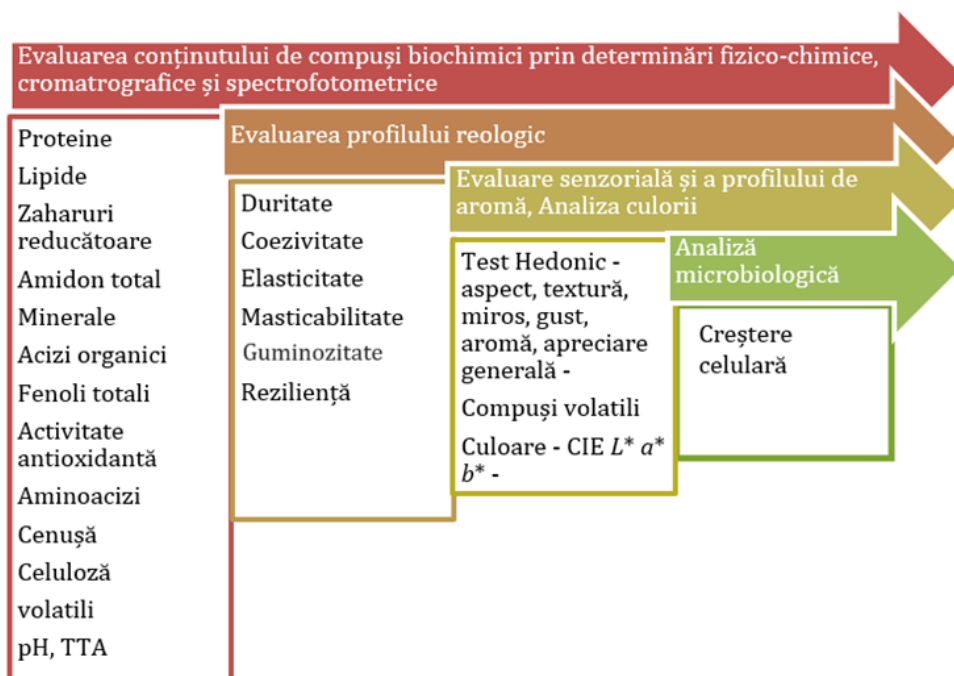 Evaluarea conținutului de compuși biochimici prin determinări fizico-chimice,
cromatrografice și spectrofotometrice
Proteine
Lipide
Zaharuri
reducătoare
Amidon total
Minerale
Acizi organici
Fenoli totali
Activitate
antioxidantă
Aminoacizi
Cenușă
Celuloză
volatili
pH, TTA
Evaluarea profilului reologic
Duritate
Coezivitate
Elasticitate
Masticabilitate
Guminozitate
Reziliență
Evaluare senzorială și a profilului de
aromă, Analiza culorii
Test Hedonic -
aspect, textură,
miros, gust,
aromă, apreciare
generală -
Compuși volatili
Culoare - CIE L* a*
b* -
Analiză
microbiologică
Creștere
celulară